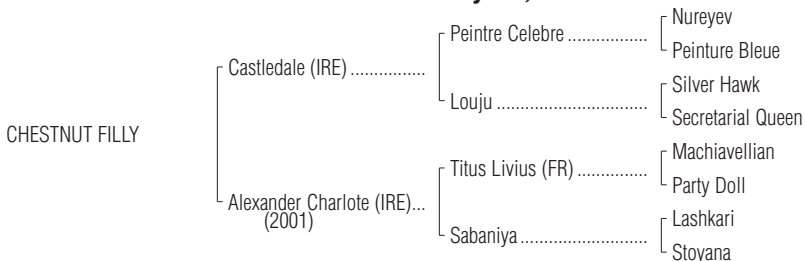 Nureyev
Peintre Celebre ................
Peinture Bleue
Castledale (IRE) ...............
Silver Hawk
Louju ..............................
Secretarial Queen
CHESTNUT FILLY
Machiavellian
Titus Livius (FR) ..............
Party Doll
Alexander Charlote (IRE)...
(2001)
Lashkari
Sabaniya.........................
Stoyana